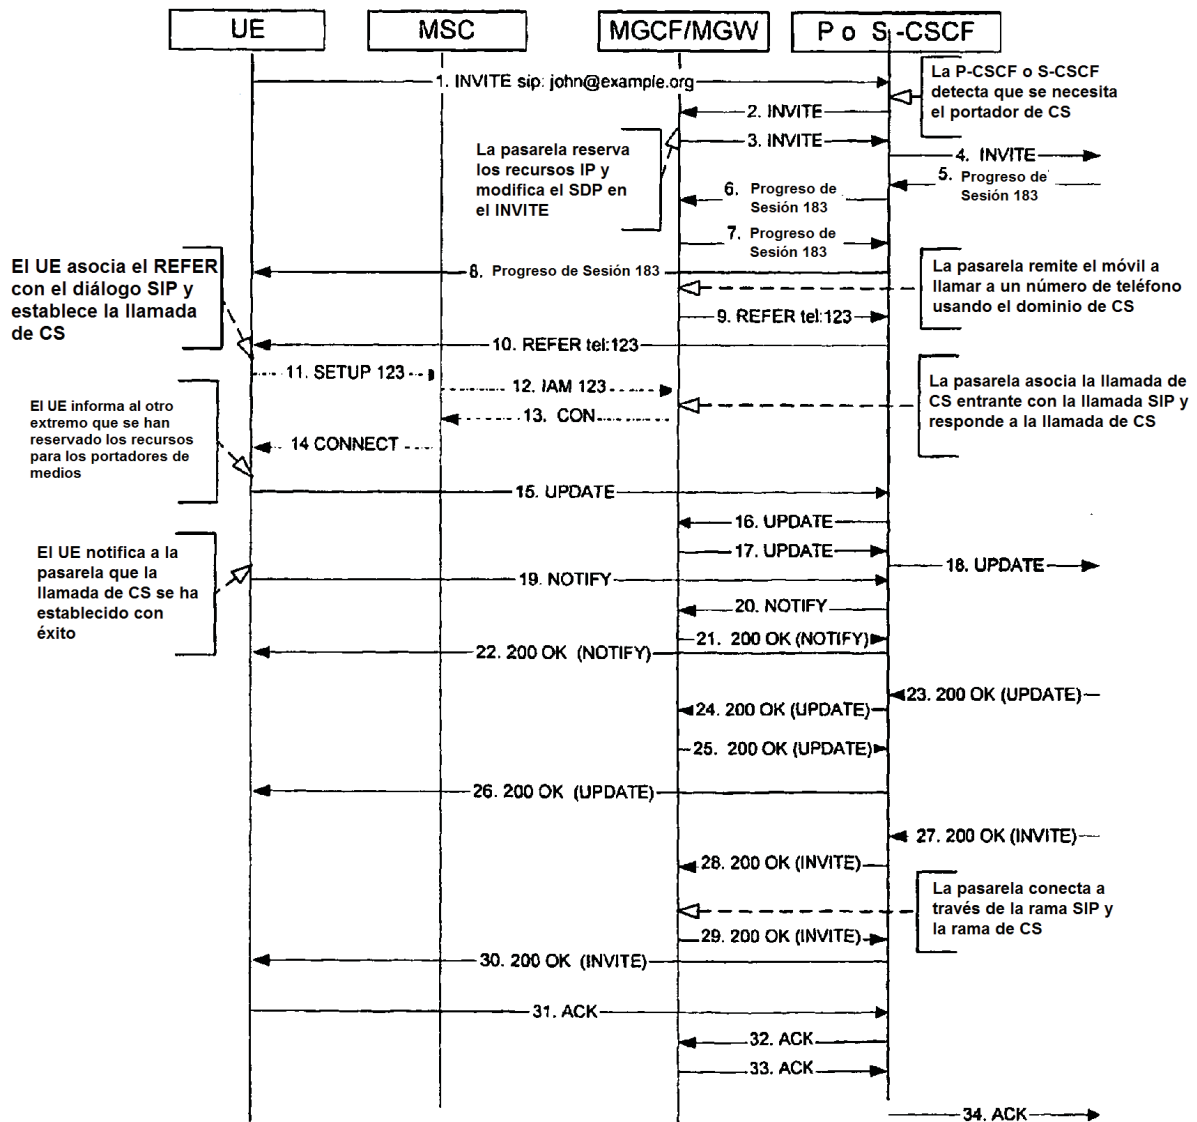 UE
MSC
MGCF/MGW
P o S -CSCF
1. INVITE sip: john@example.org
La P-CSCF o S-CSCF
detecta que se necesita
el portador de CS
2. INVITE
3. INVITE
La pasarela reserva
los recursos IP y
modifica el SDP en
el INVITE
4. INVITE
5. Progreso de
Sesión 183
6. Progreso de
Sesión 183
7. Progreso de
Sesión 183
8. Progreso de Sesión 183
El UE asocia el REFER
con el diálogo SIP y
establece la llamada
de CS
La pasarela remite el móvil a
llamar a un número de teléfono
usando el dominio de CS
9. REFER tel:123
10. REFER tel:123
11. SETUP 123
12. IAM 123
La pasarela asocia la llamada de
CS entrante con la llamada SIP y
responde a la llamada de CS
13. CON
14 CONNECT
El UE informa al otro
extremo que se han
reservado los recursos
para los portadores de
medios
15. UPDATE
16. UPDATE
17. UPDATE
18. UPDATE
El UE notifica a la
pasarela que la
llamada de CS se ha
establecido con
éxito
19. NOTIFY
20. NOTIFY
21. 200 OK (NOTIFY)
22. 200 OK (NOTIFY)
23. 200 OK (UPDATE)
24. 200 OK (UPDATE)
25. 200 OK (UPDATE)
26. 200 OK (UPDATE)
27. 200 OK (INVITE)
28. 200 OK (INVITE)
La pasarela conecta a
través de la rama SIP y
la rama de CS
29. 200 OK (INVITE)
30. 200 OK (INVITE)
31. ACK
32. ACK
33. ACK
34. ACK